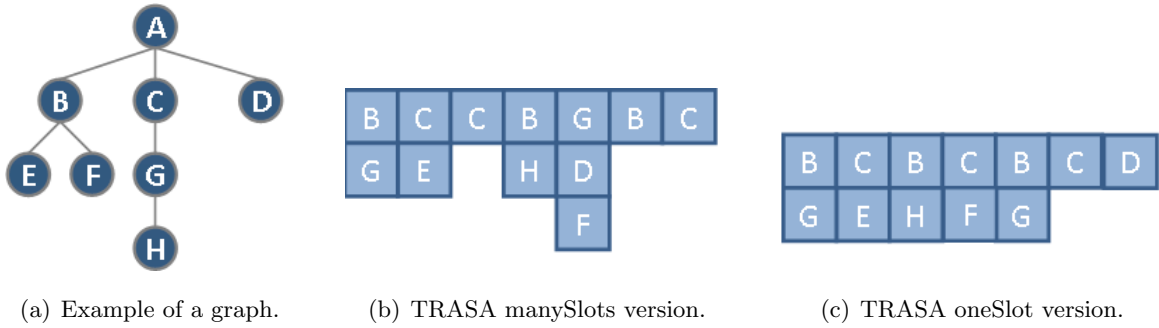 A
B C D
E F G
H
B C C B G B C
G E H D
F
B C B C B C D
G E H F G
(a) Example of a graph.
(b) TRASA manySlots version.
(c) TRASA oneSlot version.